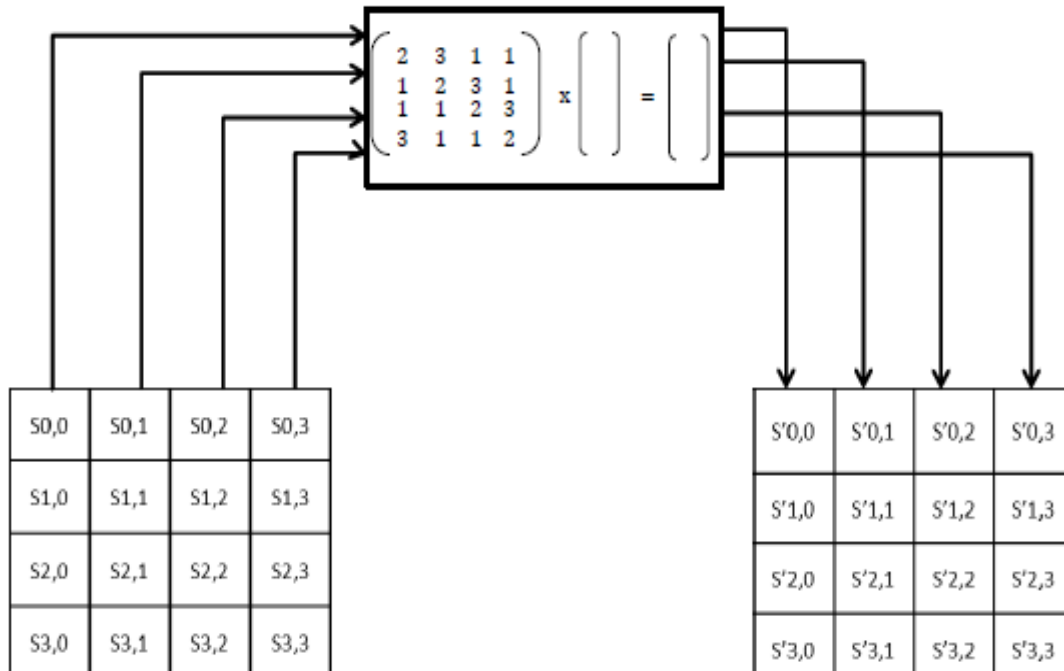 2 3 1 1
1 2 3 1
x =
1 1 2 3
3 1 1 2
S0,0 S0,1 S0,2 S0,3
S1,0 S1,1 S1,2 S1,3
S2,0 S2,1 S2,2 S2,3
S3,0 S3,1 S3,2 S3,3
S'0,0 S'0,1 S'0,2 S'0,3
S'1,0 S'1,1 S'1,2 S'1,3
S'2,0 S'2,1 S'2,2 S'2,3
S'3,0 S'3,1 S'3,2 S'3,3